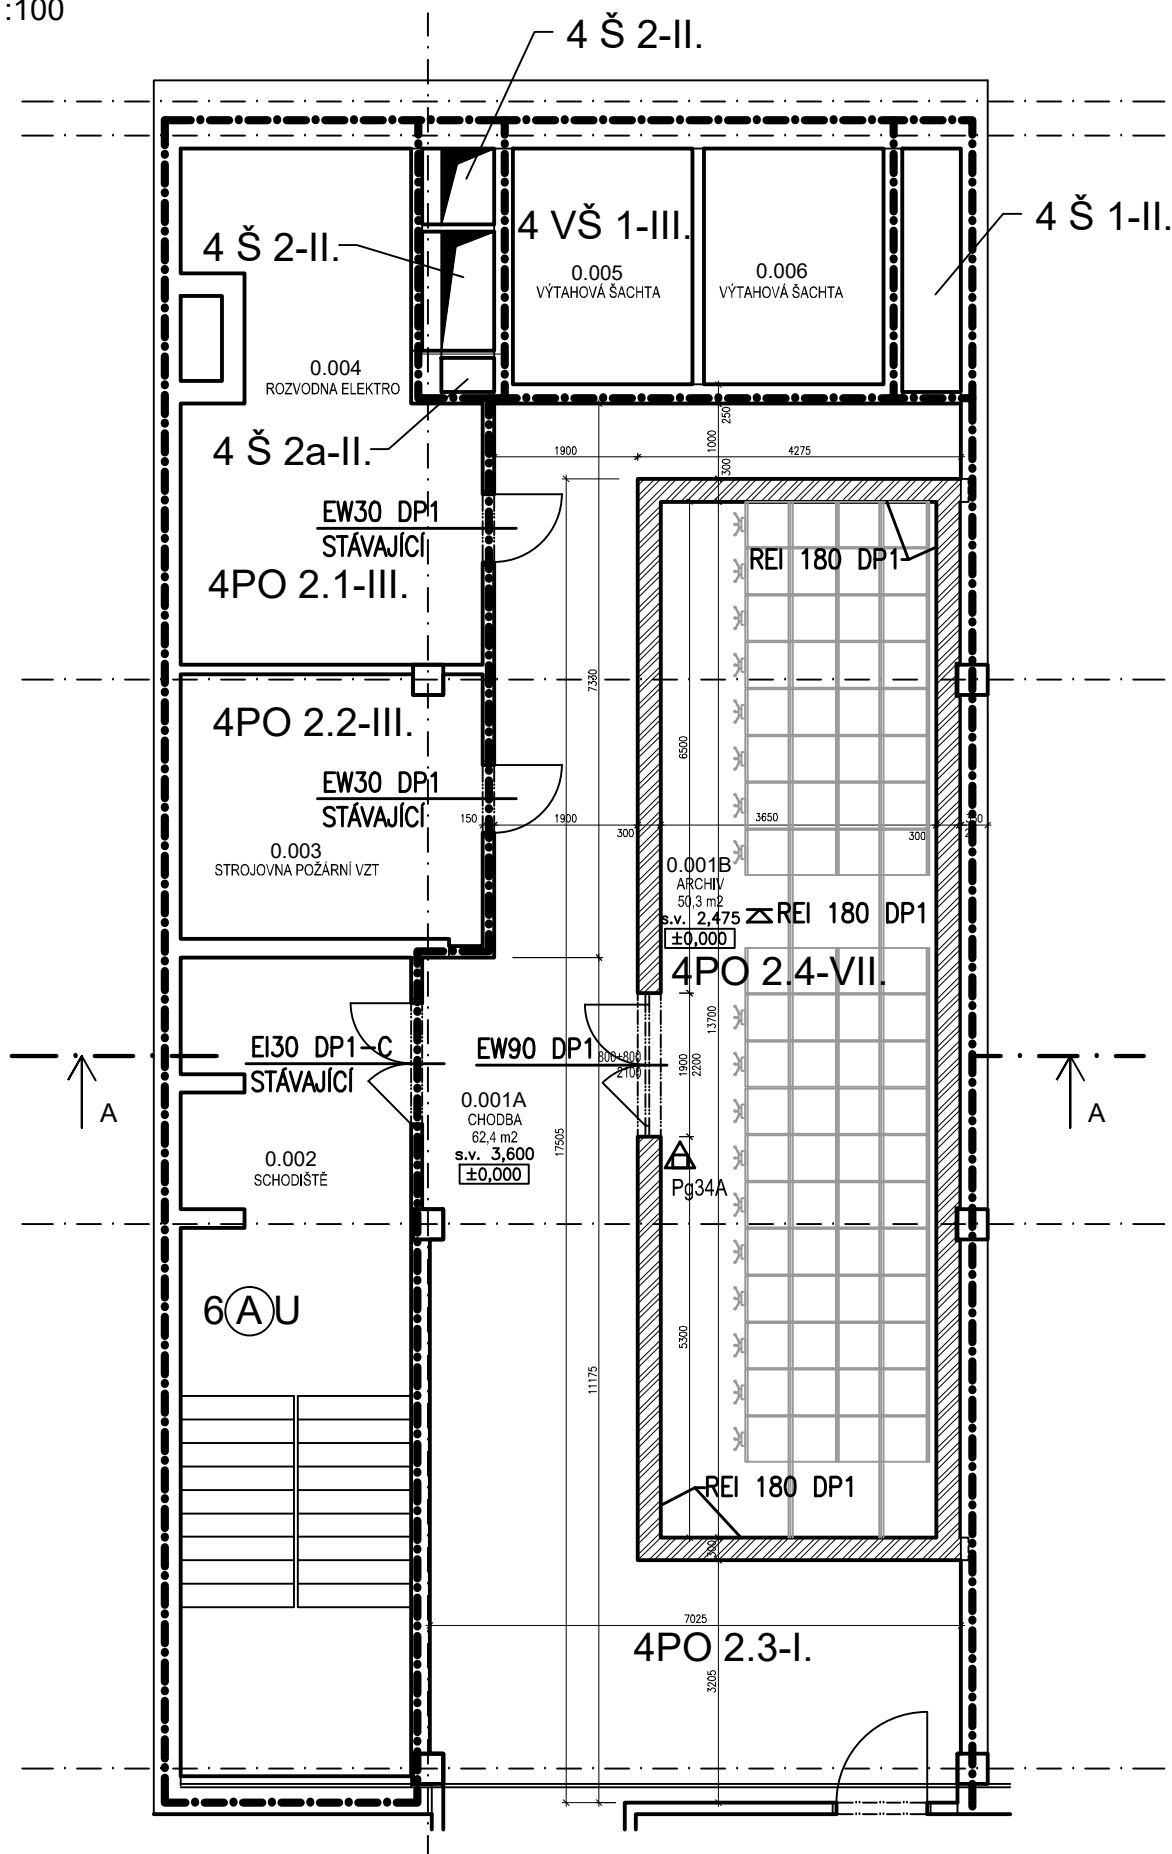 :100
4 Š 2-II.
4 Š 1-II.
4 Š 2-II.
4 VŠ 1-III.
0.005
VÝTAHOVÁ ŠACHTA
0.006
VÝTAHOVÁ ŠACHTA
0.004
ROZVODNA ELEKTRO
4 Š 2a-II.
250
1000
300
1900
4275
EW30 DP1
STÁVAJÍCÍ
4PO 2.1-III.
REI 180 DP1
7330
4PO 2.2-III.
6500
EW30 DP1
STÁVAJÍCÍ
150
1900
300
3650
300
0.003
STROJOVNA POŽÁRNÍ VZT
0.001B
ARCHIV
50,3 m2
s.v. 2,475
±0,000
REI 180 DP1
4PO 2.4-VII.
13700
EI30 DP1-C
STÁVAJÍCÍ
EW90 DP1
800+800
2100
1900
2200
A
A
0.001A
CHODBA
62,4 m2
s.v. 3,600
±0,000
17505
0.002
SCHODIŠTĚ
Pg34A
6 A U
5300
11175
REI 180 DP1
300
7025
4PO 2.3-I.
3205